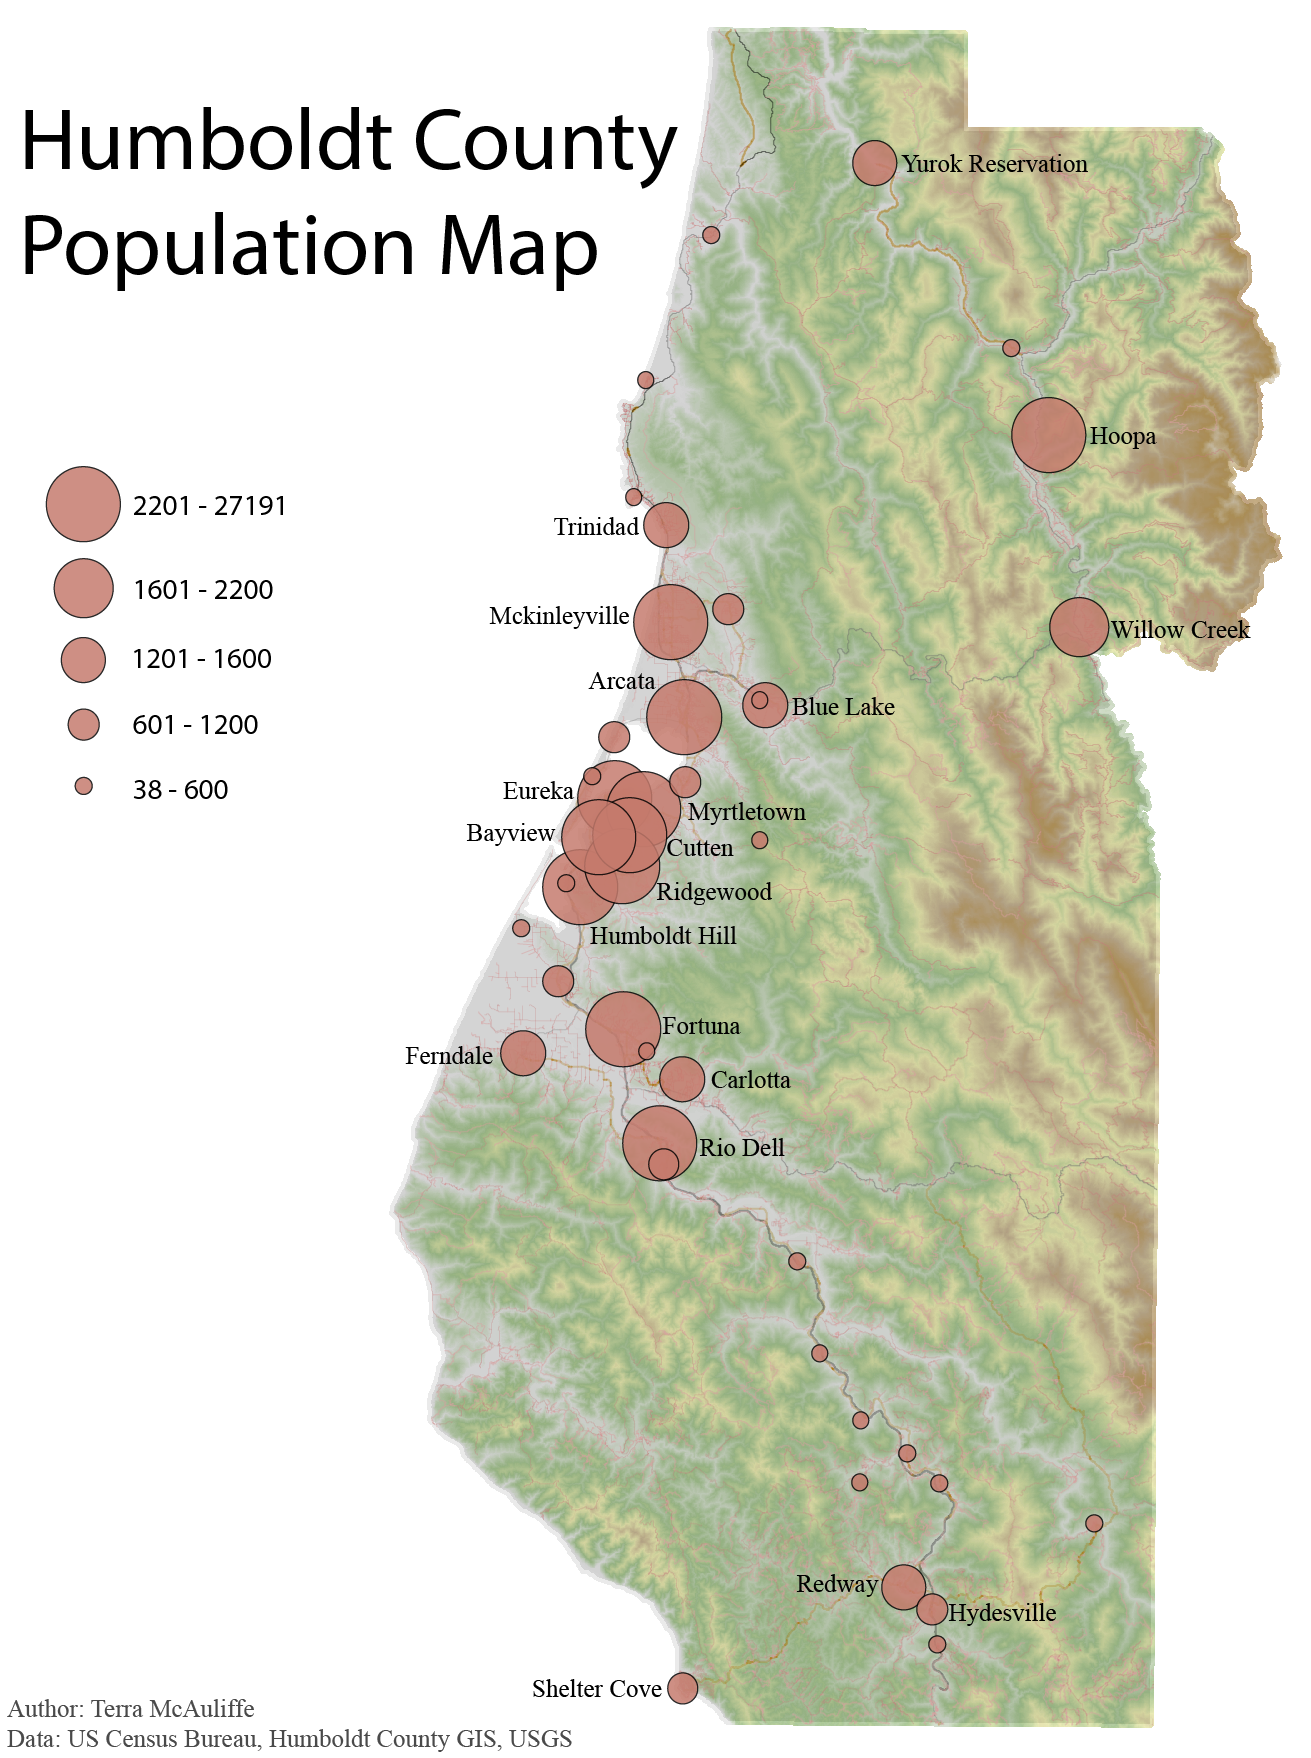 Humboldt County
Population Map
Yurok Reservation
Hoopa
2201 - 27191
Trinidad
1601 - 2200
Mckinleyville
Willow Creek
1201 - 1600
Arcata
Blue Lake
601 - 1200
Eureka
38 - 600
Myrtletown
Bayview
Cutten
Ridgewood
Humboldt Hill
Fortuna
Ferndale
Carlotta
Rio Dell
Redway
Hydesville
Shelter Cove
Author: Terra McAuliffe
Data: US Census Bureau, Humboldt County GIS, USGS